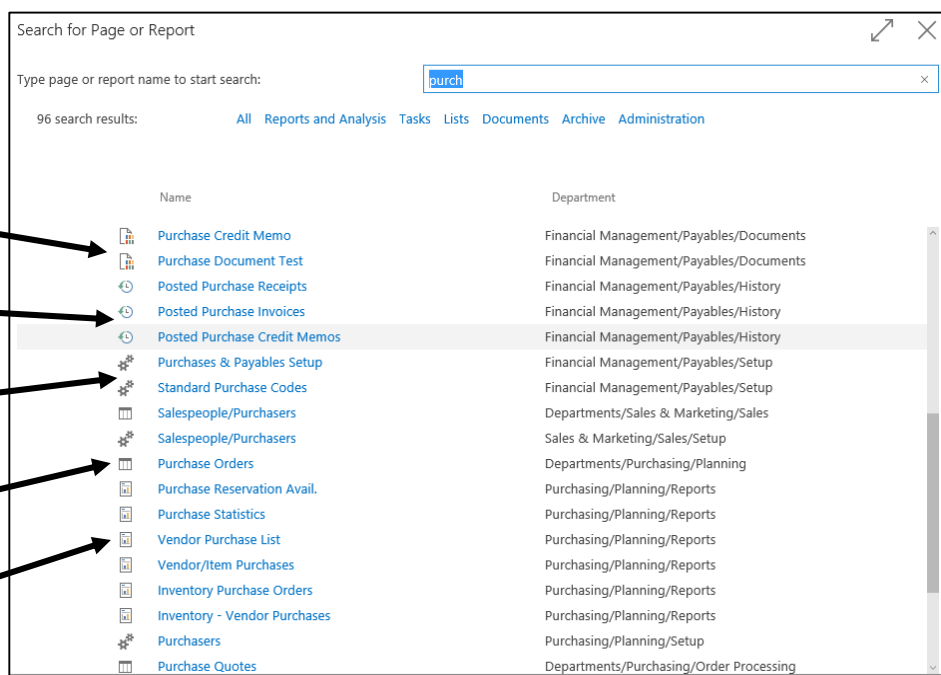 Search for Page or Report
Type page or report name to start search: purch
96 search results: All Reports and Analysis Tasks Lists Documents Archive Administration
Name Department
Purchase Credit Memo Financial Management/Payables/Documents
Purchase Document Test Financial Management/Payables/Documents
Posted Purchase Receipts Financial Management/Payables/History
Posted Purchase Invoices Financial Management/Payables/History
Posted Purchase Credit Memos Financial Management/Payables/History
Purchases & Payables Setup Financial Management/Payables/Setup
Standard Purchase Codes Financial Management/Payables/Setup
Salespeople/Purchasers Departments/Sales & Marketing/Sales
Salespeople/Purchasers Sales & Marketing/Sales/Setup
Purchase Orders Departments/Purchasing/Planning
Purchase Reservation Avail. Purchasing/Planning/Reports
Purchase Statistics Purchasing/Planning/Reports
Vendor Purchase List Purchasing/Planning/Reports
Vendor/Item Purchases Purchasing/Planning/Reports
Inventory Purchase Orders Purchasing/Planning/Reports
Inventory - Vendor Purchases Purchasing/Planning/Reports
Purchasers Purchasing/Planning/Setup
Purchase Quotes Departments/Purchasing/Order Processing